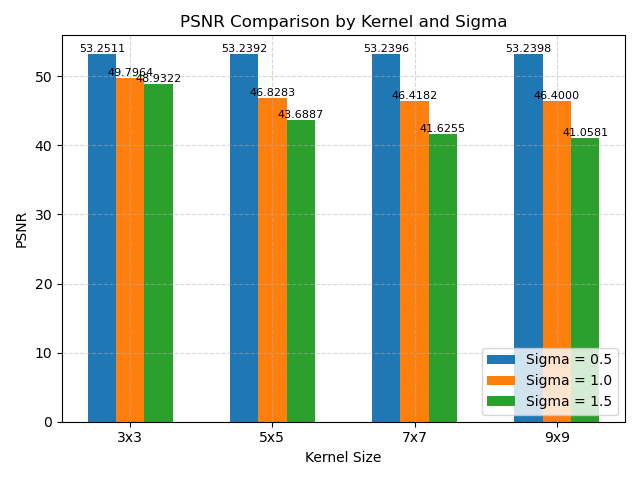 PSNR Comparison by Kernel and Sigma
53.2511 53.2392 53.2396 53.2398
49.7964 46.8283 46.4182 46.4000
48.9322 43.6887 41.6255 41.0581
PSNR
50
40
30
20
10
0
Sigma = 0.5
Sigma = 1.0
Sigma = 1.5
3x3 5x5 7x7 9x9
Kernel Size